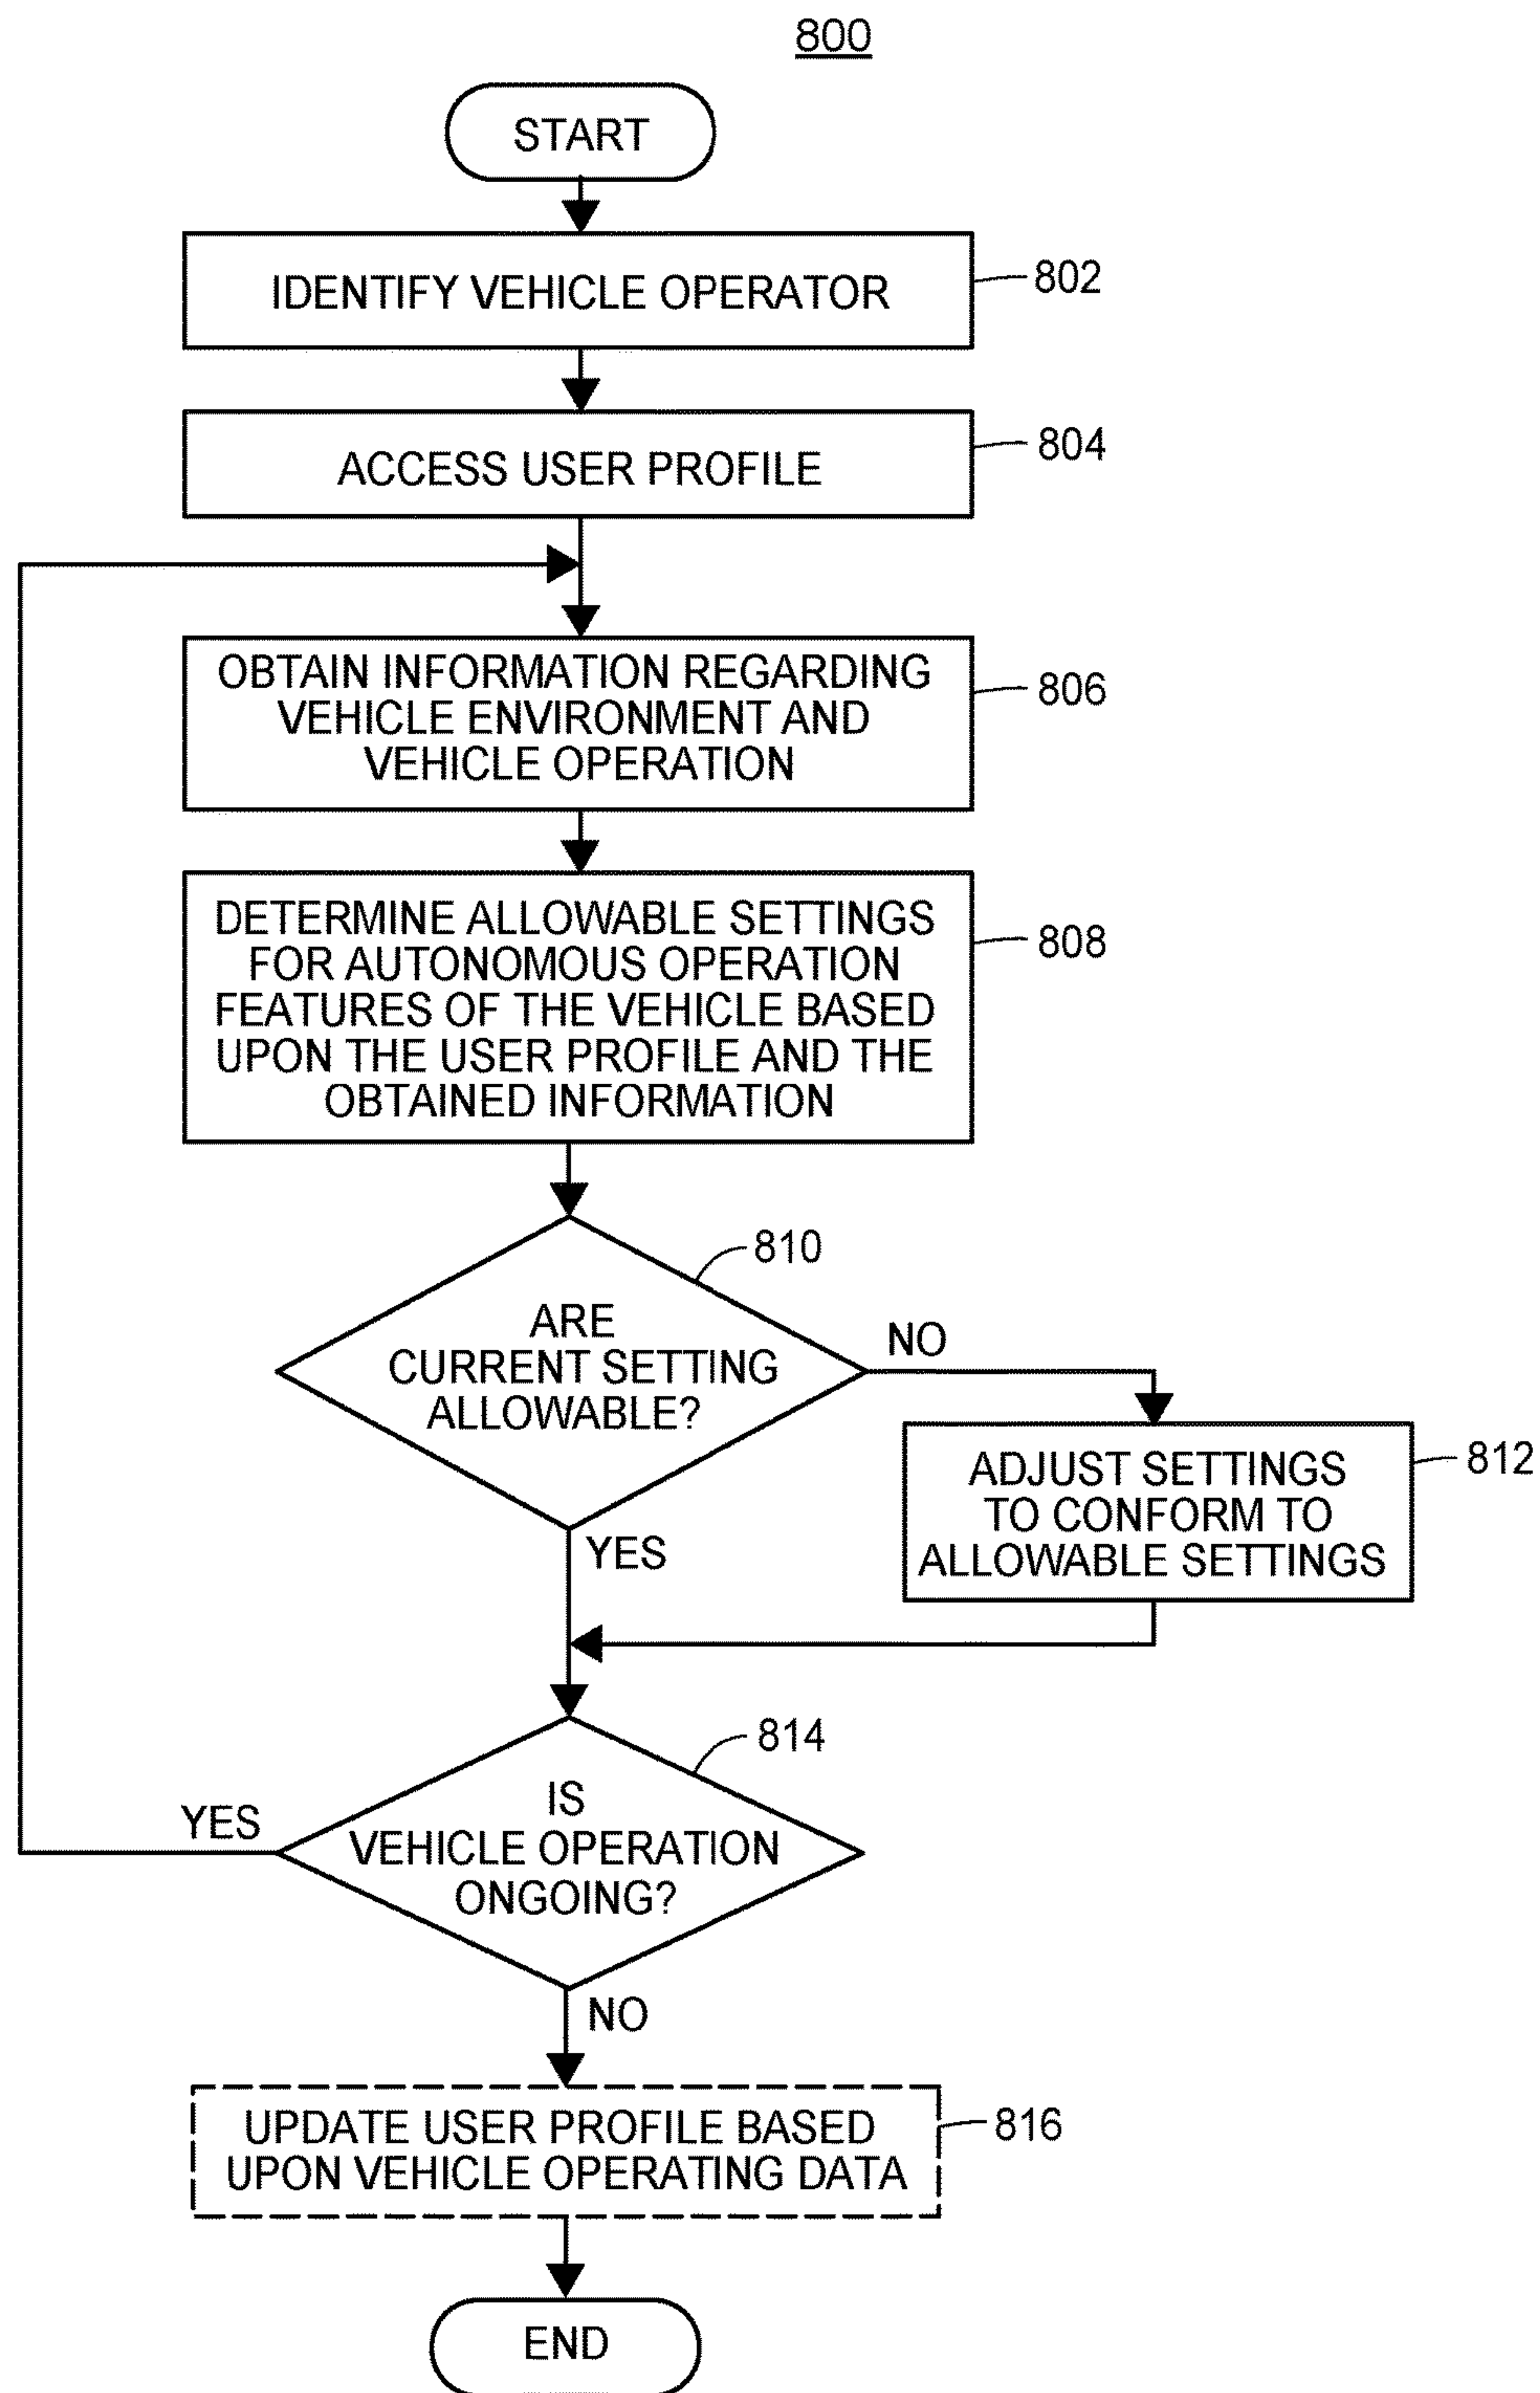 800
START
IDENTIFY VEHICLE OPERATOR
802
ACCESS USER PROFILE
804
OBTAIN INFORMATION REGARDING
VEHICLE ENVIRONMENT AND
VEHICLE OPERATION
806
DETERMINE ALLOWABLE SETTINGS
FOR AUTONOMOUS OPERATION
FEATURES OF THE VEHICLE BASED
UPON THE USER PROFILE AND THE
OBTAINED INFORMATION
808
810
ARE
CURRENT SETTING
ALLOWABLE?
NO
YES
ADJUST SETTINGS
TO CONFORM TO
ALLOWABLE SETTINGS
812
814
IS
VEHICLE OPERATION
ONGOING?
YES
NO
UPDATE USER PROFILE BASED
UPON VEHICLE OPERATING DATA
816
END